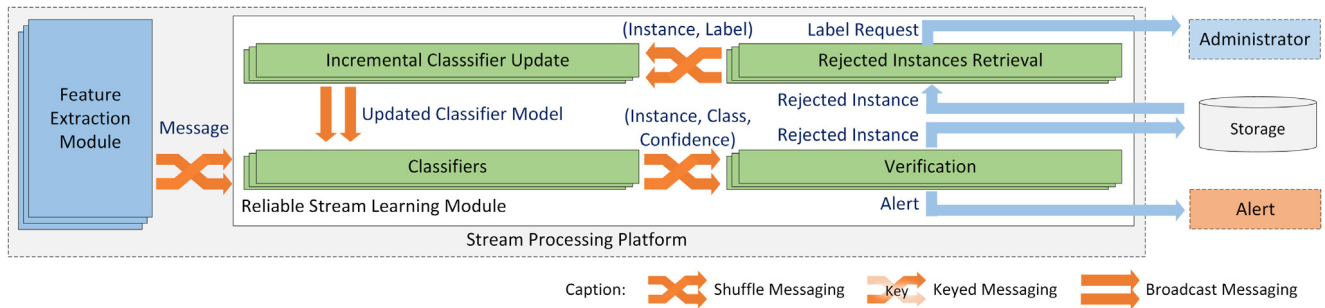 Feature
Extraction
Module
Message
(Instance, Label)
Label Request
Administrator
Incremental Classsifier Update
Rejected Instances Retrieval
Updated Classifier Model
(Instance, Class,
Confidence)
Rejected Instance
Rejected Instance
Storage
Classifiers
Verification
Reliable Stream Learning Module
Alert
Alert
Stream Processing Platform
Caption:
Shuffle Messaging
Key
Keyed Messaging
Broadcast Messaging